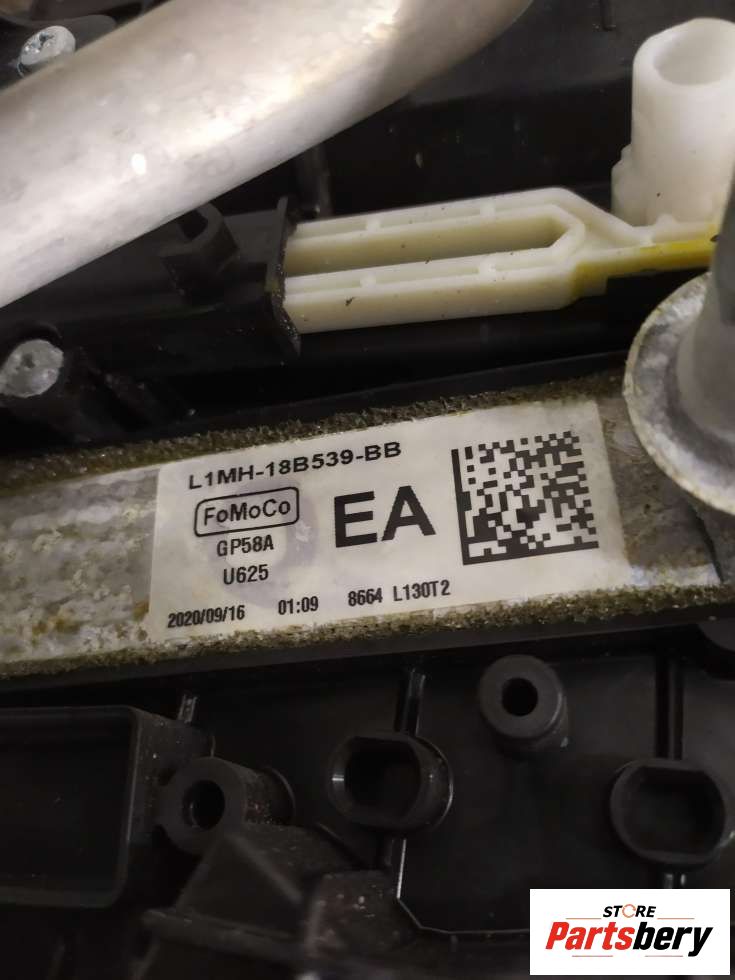 L1MH-18B539-BB
FoMoCo
EA
GP58A
U625
2020/09/16 01:09 8664 L130T2
STORE
Partsbery